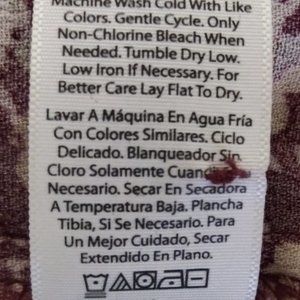 Machine Wash Cold With Like
Colors. Gentle Cycle. Only
Non-Chlorine Bleach When
Needed. Tumble Dry Low.
Low Iron If Necessary. For
Better Care Lay Flat To Dry.
Lavar A Máquina En Agua Fría
Con Colores Similares. Ciclo
Delicado. Blanqueador Sin
Cloro Solamente Cuando
Necesario. Secar En Secadora
A Temperatura Baja. Plancha
Tibia, Si Se Necesario. Para
Un Mejor Cuidado, Secar
Extendido En Plano.